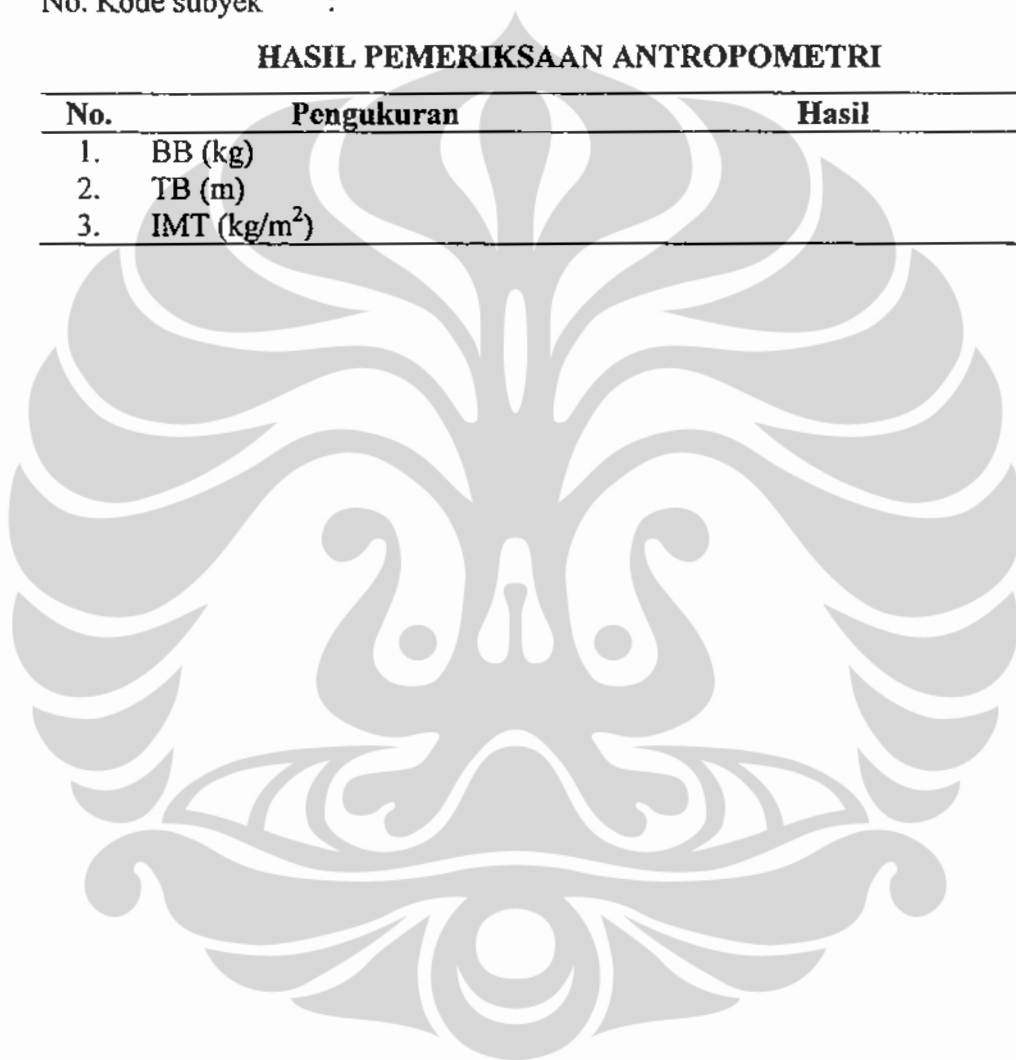 No. Kode subyek :
HASIL PEMERIKSAAN ANTROPOMETRI
No. Pengukuran Hasil
1. BB (kg)
2. TB (m)
3. IMT (kg/m²)